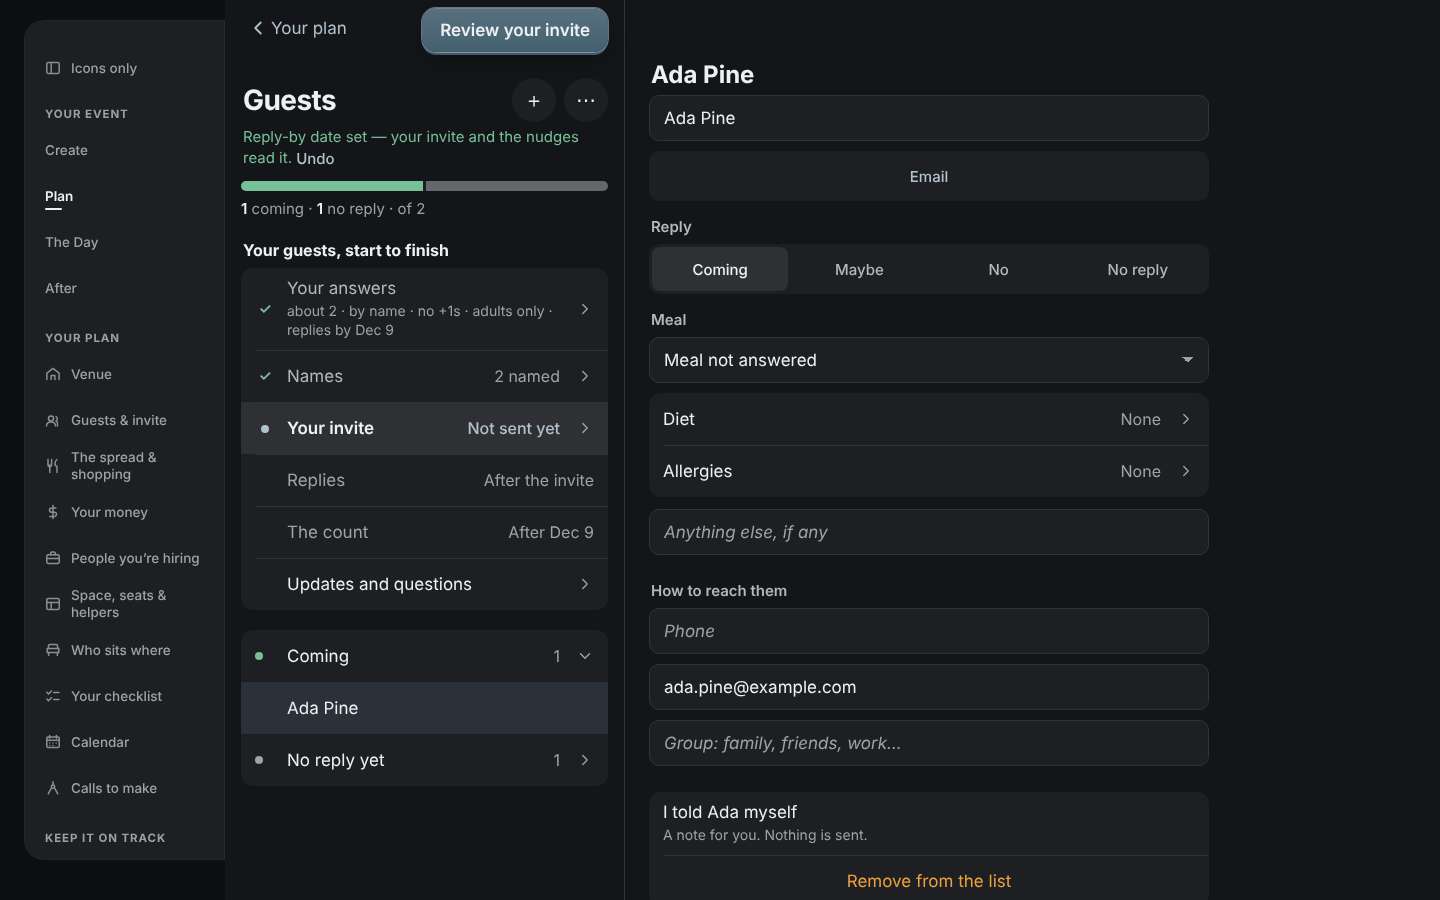 Icons only
YOUR EVENT
Create
Plan
The Day
After
YOUR PLAN
Venue
Guests & invite
The spread &
shopping
Your money
People you’re hiring
Space, seats &
helpers
Who sits where
Your checklist
Calendar
Calls to make
KEEP IT ON TRACK
Your plan
Review your invite
Guests
+
···
Reply-by date set — your invite and the nudges
read it. Undo
1 coming · 1 no reply · of 2
Your guests, start to finish
Your answers
about 2 · by name · no +1s · adults only ·
replies by Dec 9
Names 2 named
Your invite Not sent yet
Replies After the invite
The count After Dec 9
Updates and questions
Coming 1
Ada Pine
No reply yet 1
Ada Pine
Ada Pine
Email
Reply
Coming Maybe No No reply
Meal
Meal not answered
Diet None
Allergies None
Anything else, if any
How to reach them
Phone
ada.pine@example.com
Group: family, friends, work...
I told Ada myself
A note for you. Nothing is sent.
Remove from the list